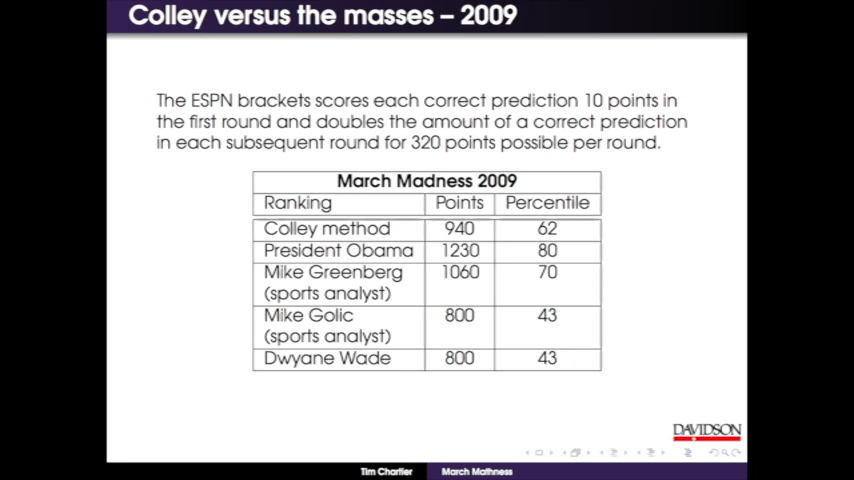 Colley versus the masses – 2009
The ESPN brackets scores each correct prediction 10 points in
the first round and doubles the amount of a correct prediction
in each subsequent round for 320 points possible per round.
March Madness 2009
Ranking Points Percentile
Colley method 940 62
President Obama 1230 80
Mike Greenberg 1060 70
(sports analyst)
Mike Golic 800 43
(sports analyst)
Dwyane Wade 800 43
DAVIDSON
Tim Chartier March Mathness